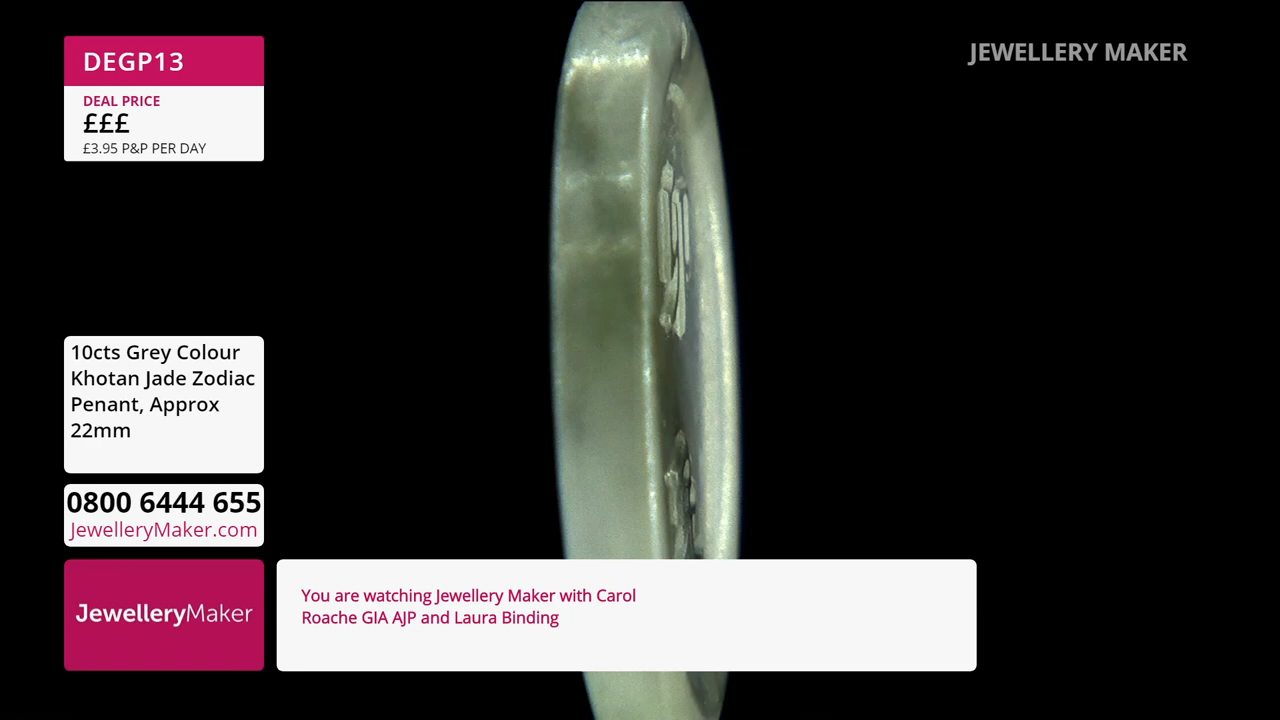 DEGP13
DEAL PRICE
£££
£3.95 P&P PER DAY
JEWELLERY MAKER
10cts Grey Colour
Khotan Jade Zodiac
Penant, Approx
22mm
0800 6444 655
JewelleryMaker.com
JewelleryMaker
You are watching Jewellery Maker with Carol
Roache GIA AJP and Laura Binding